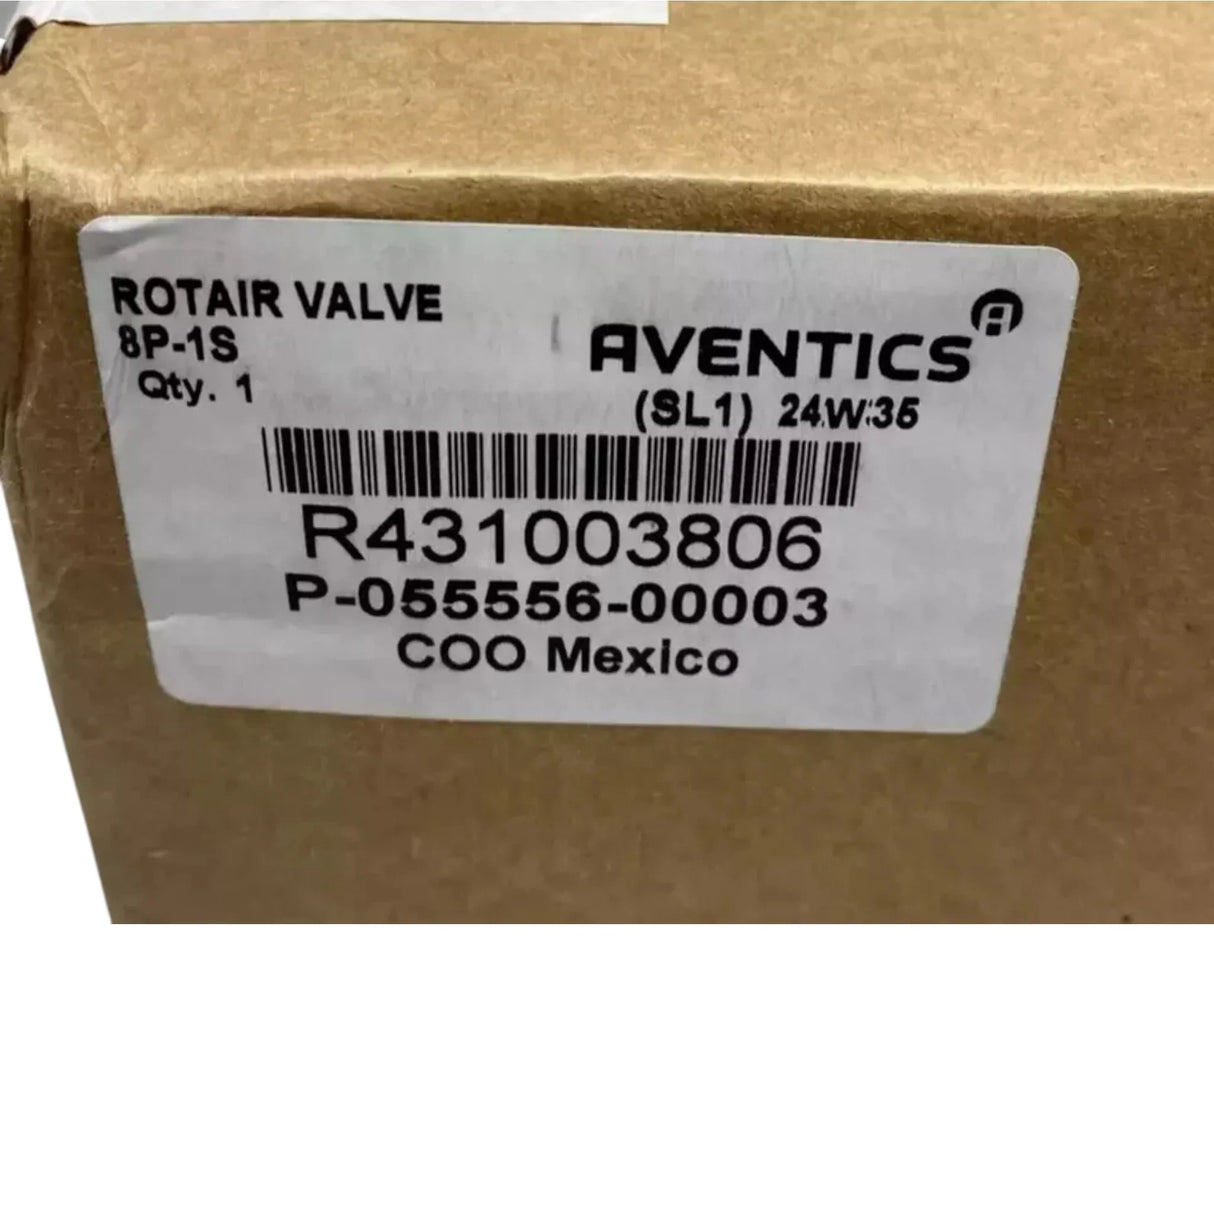 ROTAIR VALVE
8P-1S
Qty. 1
AVENTICS
(SL1) 24W35
R431003806
P-055556-00003
COO Mexico